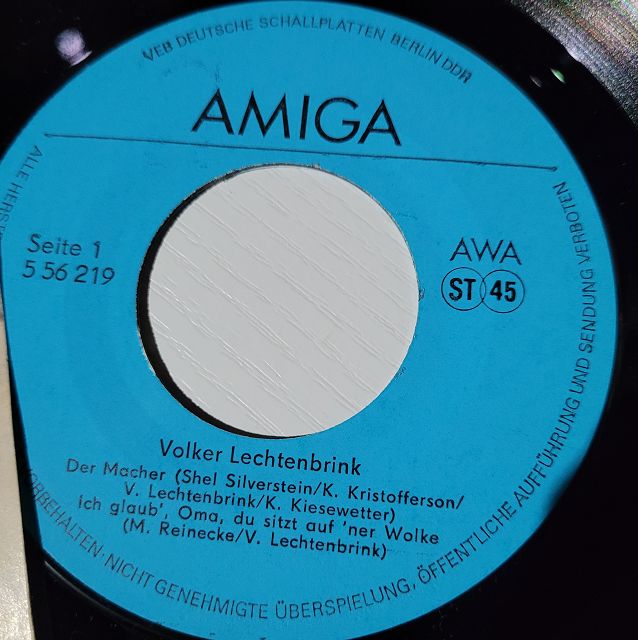 VEB DEUTSCHE SCHALLPLATTEN BERLIN DDR
AMIGA
Seite 1
5 56 219
AWA
ST 45
Volker Lechtenbrink
Der Macher (Shel Silverstein/K. Kristofferson/
V. Lechtenbrink/K. Kiesewetter)
Ich glaub', Oma, du sitzt auf 'ner Wolke
(M. Reinecke/V. Lechtenbrink)
ALLE
VORBEHALTEN · NICHT GENEHMIGTE ÜBERSPIELUNG, ÖFFENTLICHE AUFFÜHRUNG UND SENDUNG VERBOTEN